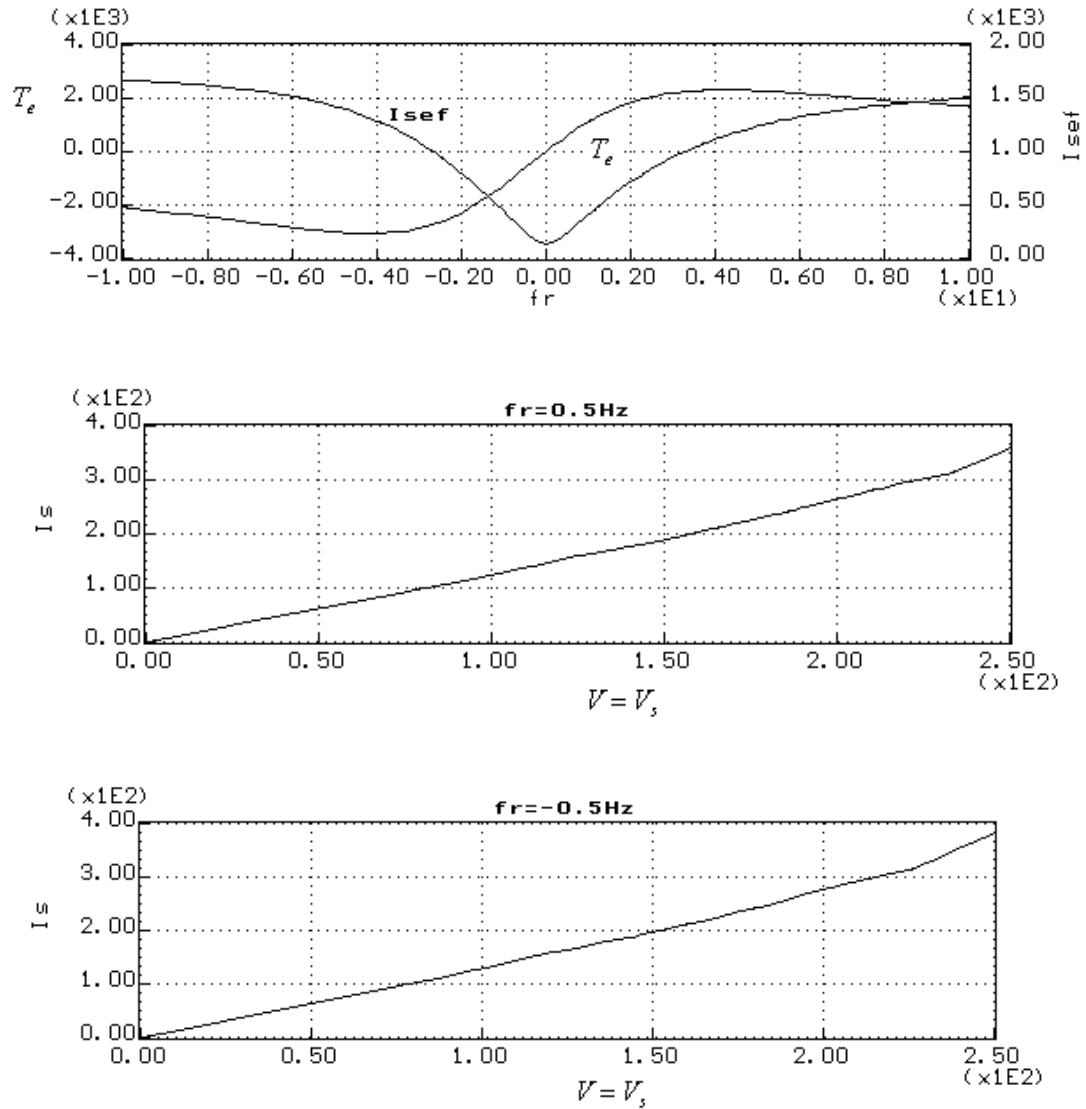 (x1E3) (x1E3)
4.00 2.00
T_e 2.00 1.50
Isef
0.00 T_e 1.00 Isef
-2.00 0.50
-4.00 0.00
-1.00 -0.80 -0.60 -0.40 -0.20 0.00 0.20 0.40 0.60 0.80 1.00
fr (x1E1)
(x1E2)
fr=0.5Hz
4.00
3.00
Is
2.00
1.00
0.00
0.00 0.50 1.00 1.50 2.00 2.50
(x1E2)
V = V_s
(x1E2)
fr=-0.5Hz
4.00
3.00
Is
2.00
1.00
0.00
0.00 0.50 1.00 1.50 2.00 2.50
(x1E2)
V = V_s